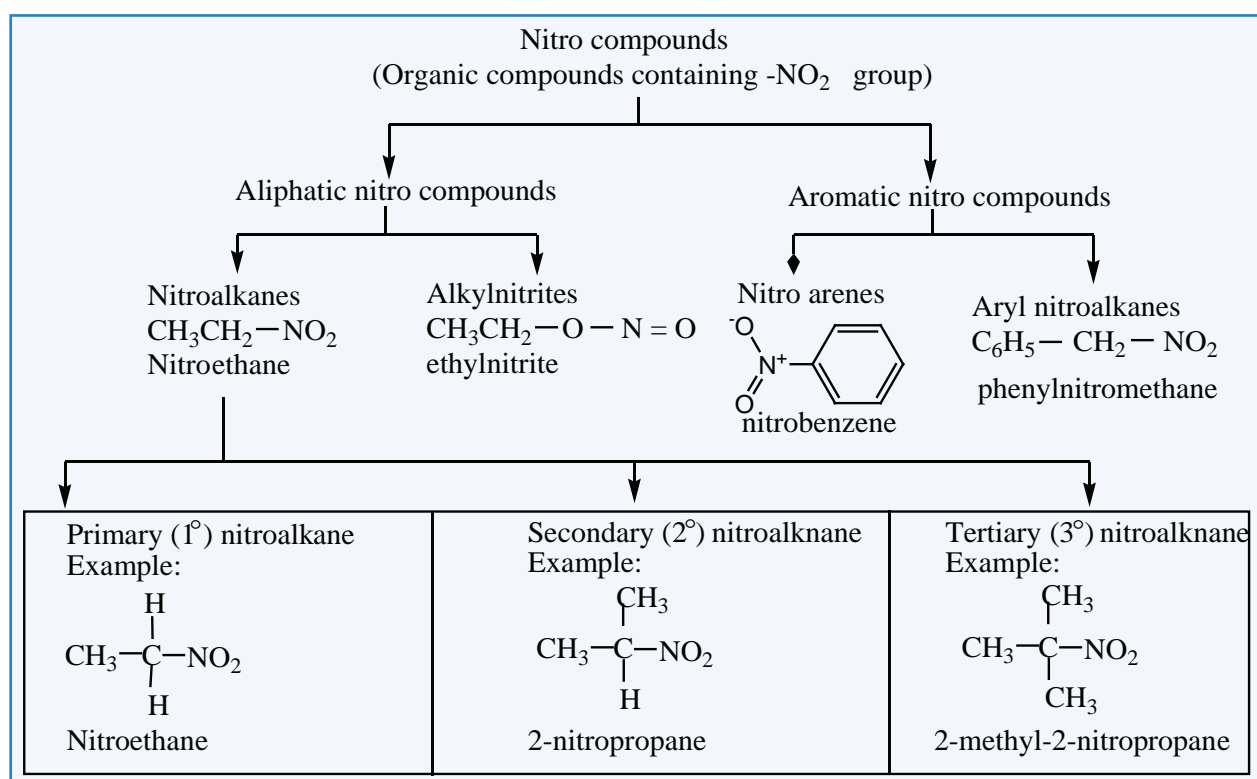 Nitro compounds
(Organic compounds containing -NO₂ group)
Aliphatic nitro compounds
Aromatic nitro compounds
Nitroalkanes
CH₃CH₂—NO₂
Nitroethane
Alkylnitrites
CH₃CH₂—O—N=O
ethylnitrite
Nitro arenes
⁻O
N⁺
O
nitrobenzene
Aryl nitroalkanes
C₆H₅—CH₂—NO₂
phenylnitromethane
Primary (1°) nitroalkane
Example:
H
CH₃—C—NO₂
H
Nitroethane
Secondary (2°) nitroalknane
Example:
CH₃
CH₃—C—NO₂
H
2-nitropropane
Tertiary (3°) nitroalknane
Example:
CH₃
CH₃—C—NO₂
CH₃
2-methyl-2-nitropropane